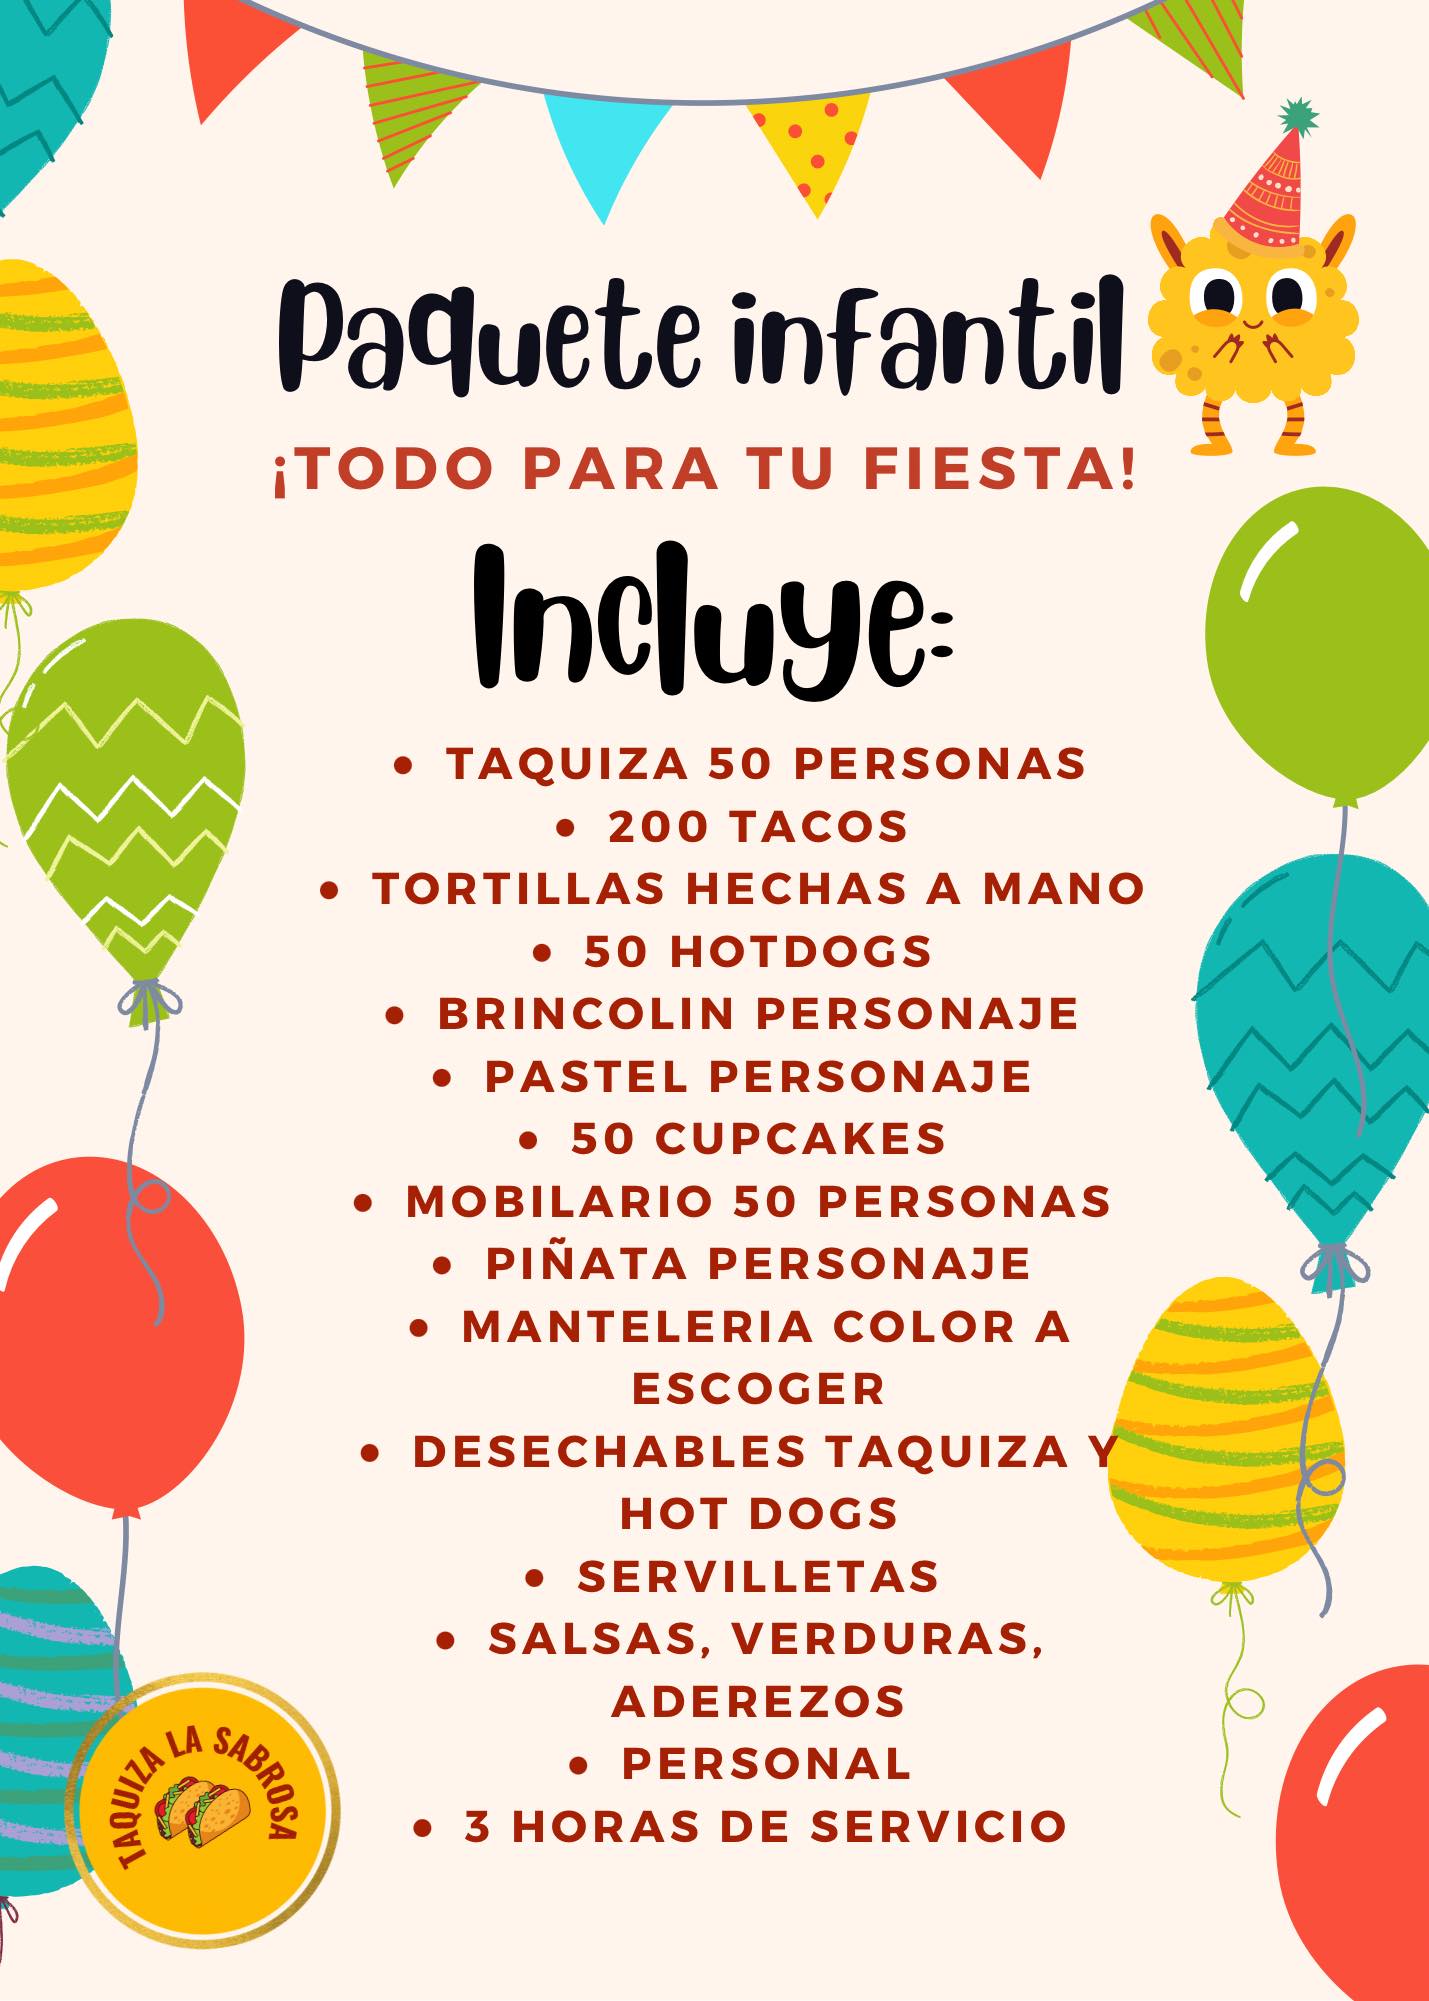 Paquete infantil
¡TODO PARA TU FIESTA!
Incluye:
• TAQUIZA 50 PERSONAS
• 200 TACOS
• TORTILLAS HECHAS A MANO
• 50 HOTDOGS
• BRINCOLIN PERSONAJE
• PASTEL PERSONAJE
• 50 CUPCAKES
• MOBILARIO 50 PERSONAS
• PIÑATA PERSONAJE
• MANTELERIA COLOR A
ESCOGER
• DESECHABLES TAQUIZA Y
HOT DOGS
• SERVILLETAS
• SALSAS, VERDURAS,
ADEREZOS
• PERSONAL
• 3 HORAS DE SERVICIO
TAQUIZA LA SABROSA